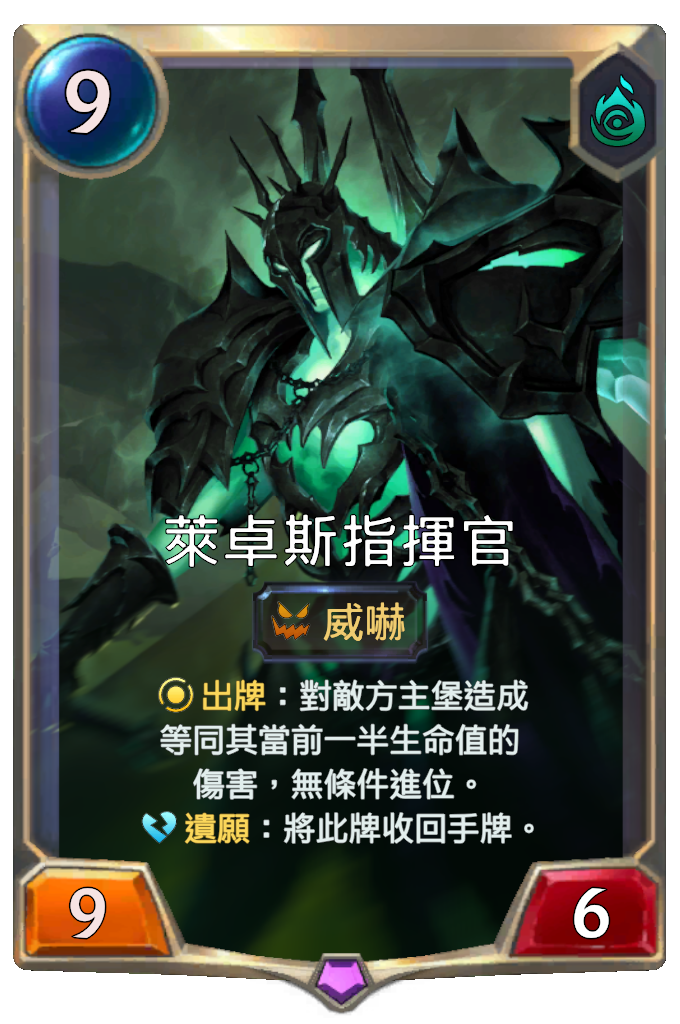 9
萊卓斯指揮官
威嚇
出牌：對敵方主堡造成
等同其當前一半生命值的
傷害，無條件進位。
遺願：將此牌收回手牌。
9
6